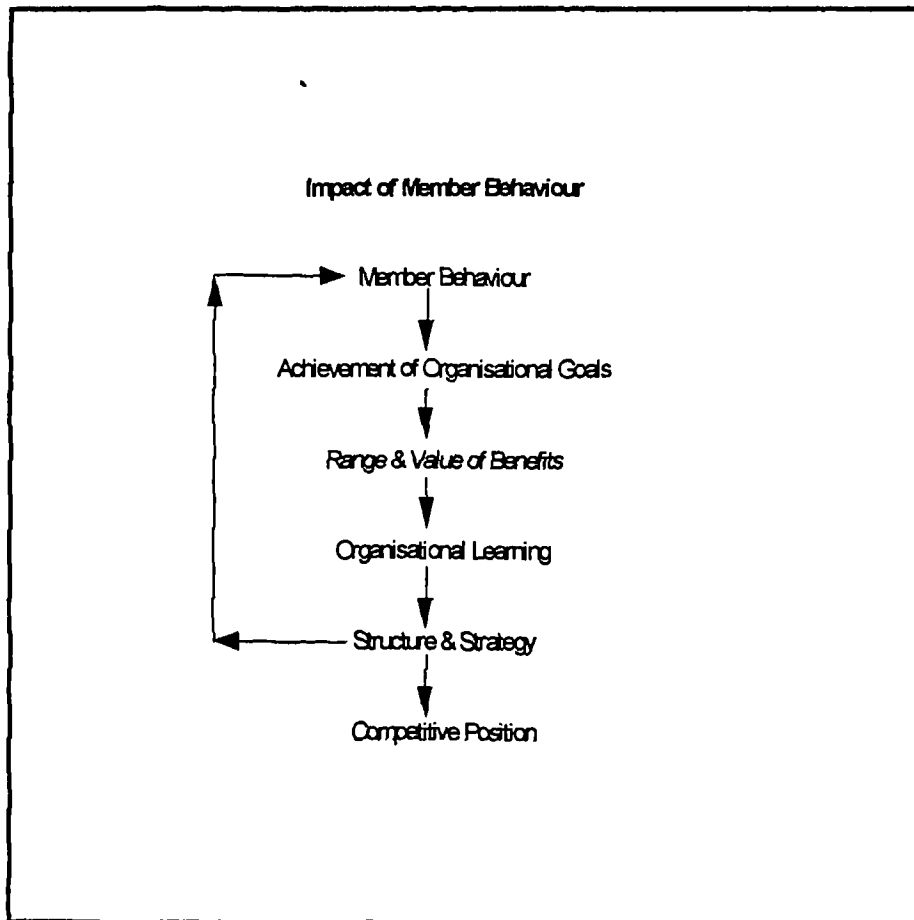 Impact of Member Behaviour
Member Behaviour
Achievement of Organisational Goals
Range & Value of Benefits
Organisational Learning
Structure & Strategy
Competitive Position